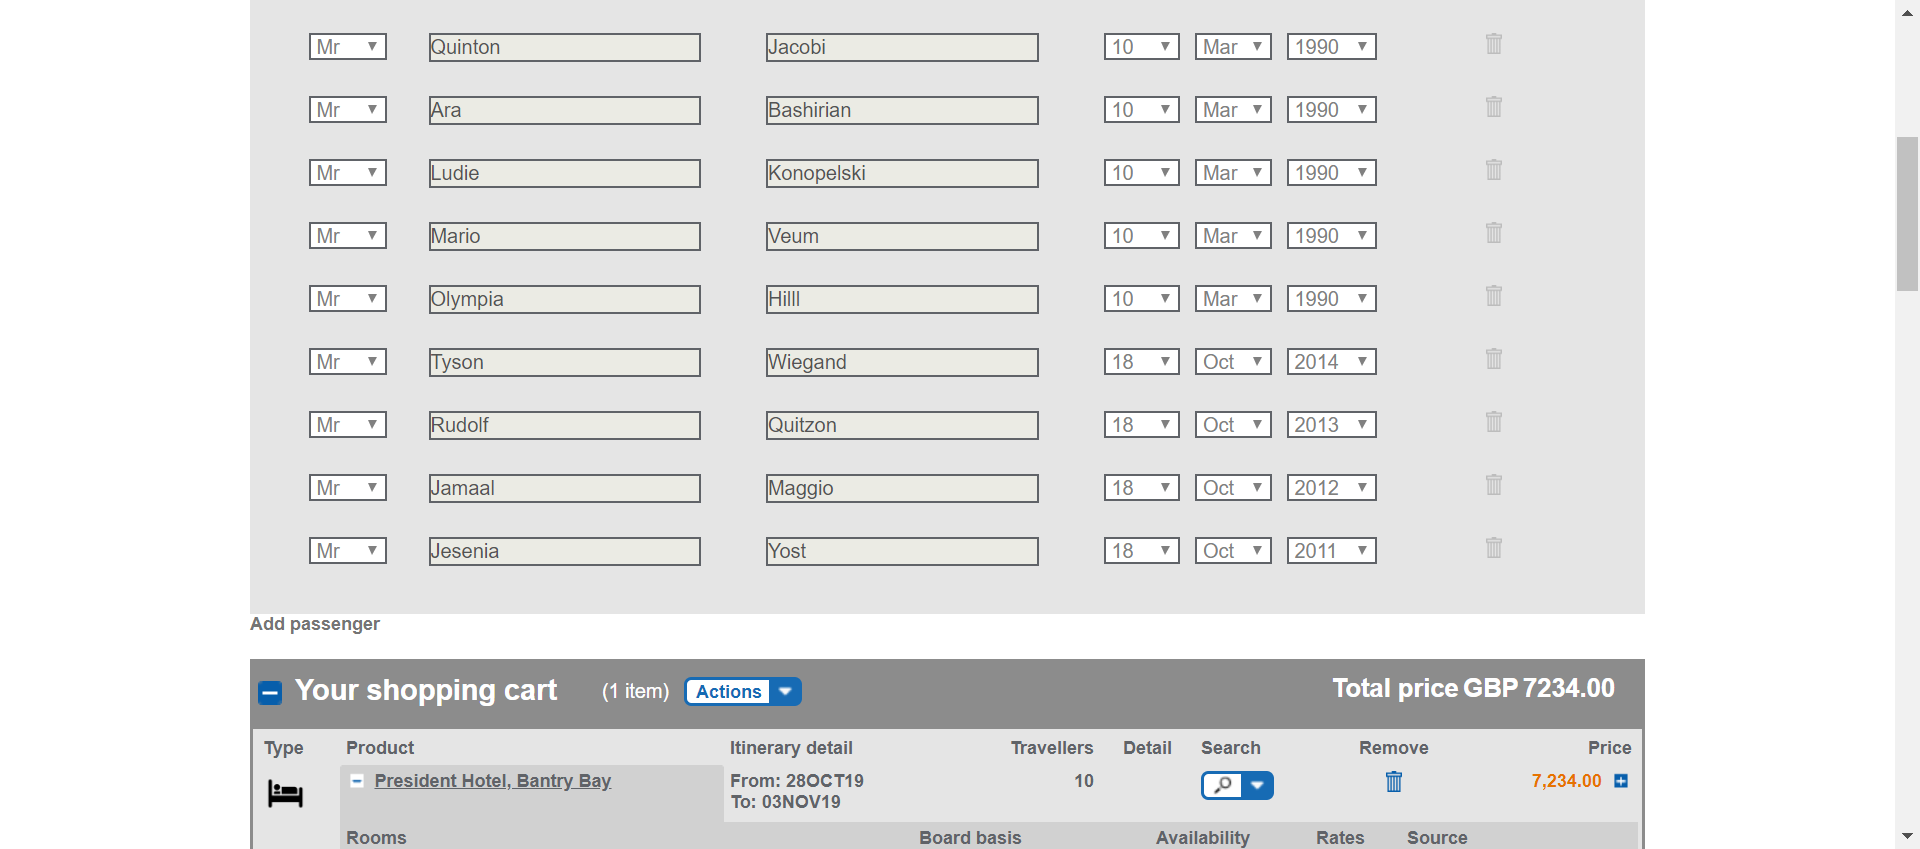 Mr Quinton Jacobi 10 Mar 1990
Mr Ara Bashirian 10 Mar 1990
Mr Ludie Konopelski 10 Mar 1990
Mr Mario Veum 10 Mar 1990
Mr Olympia Hilll 10 Mar 1990
Mr Tyson Wiegand 18 Oct 2014
Mr Rudolf Quitzon 18 Oct 2013
Mr Jamaal Maggio 18 Oct 2012
Mr Jesenia Yost 18 Oct 2011
Add passenger
Your shopping cart (1 item) Actions Total price GBP 7234.00
Type Product Itinerary detail Travellers Detail Search Remove Price
President Hotel, Bantry Bay From: 28OCT19 10 7,234.00
To: 03NOV19
Rooms Board basis Availability Rates Source